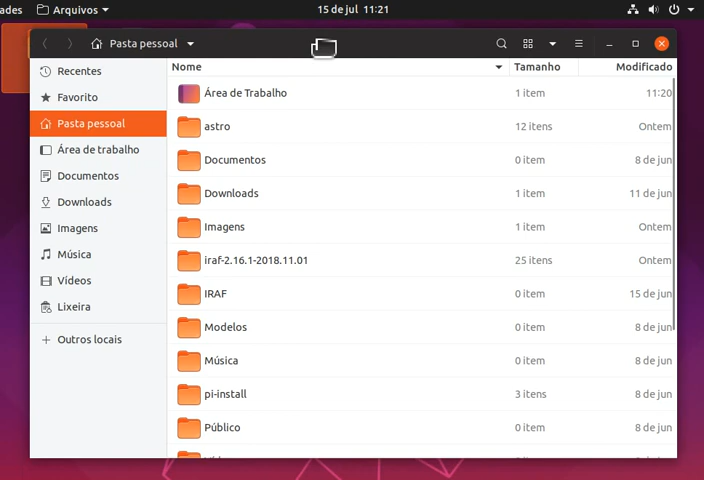 ades Arquivos 15 de jul 11:21
Pasta pessoal
Nome Tamanho Modificado
Recentes
Favorito
Pasta pessoal
Área de trabalho
Documentos
Downloads
Imagens
Música
Vídeos
Lixeira
+ Outros locais
Área de Trabalho 1 item 11:20
astro 12 itens Ontem
Documentos 0 item 8 de jun
Downloads 1 item 11 de jun
Imagens 1 item Ontem
iraf-2.16.1-2018.11.01 25 itens Ontem
IRAF 0 item 15 de jun
Modelos 0 item 8 de jun
Música 0 item 8 de jun
pi-install 3 itens 8 de jun
Público 0 item 8 de jun